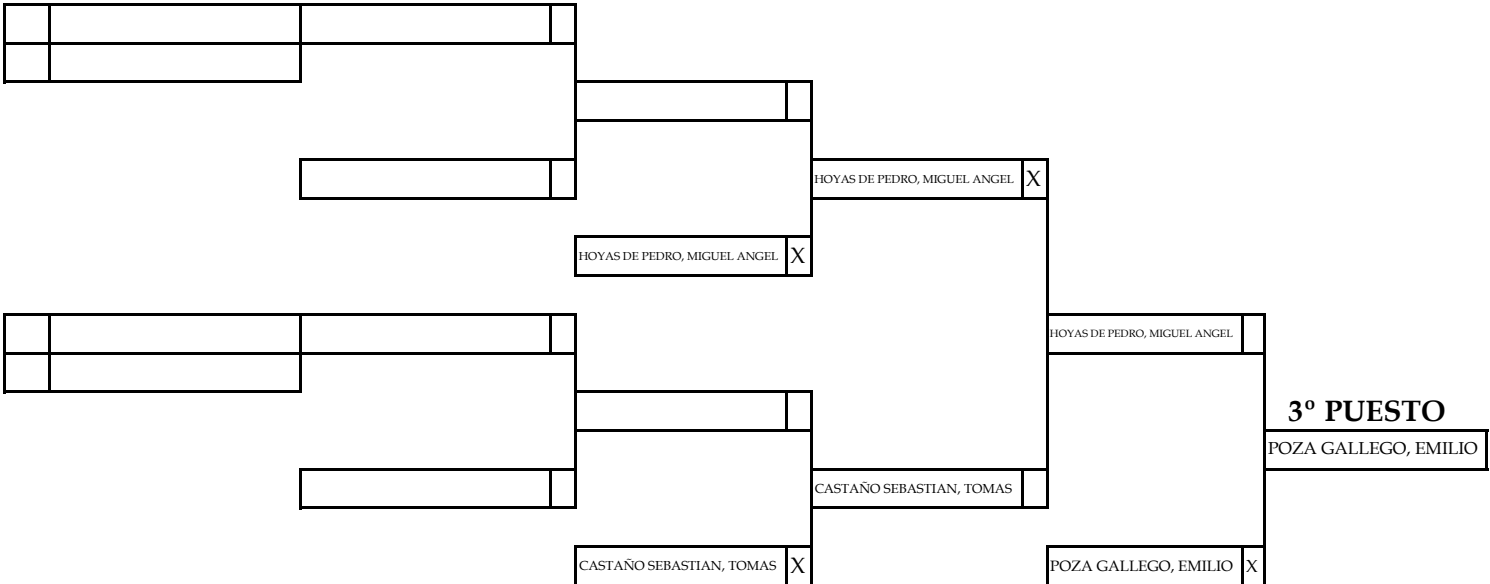 HOYAS DE PEDRO, MIGUEL ANGEL X
HOYAS DE PEDRO, MIGUEL ANGEL X
HOYAS DE PEDRO, MIGUEL ANGEL
3º PUESTO
POZA GALLEGO, EMILIO
CASTAÑO SEBASTIAN, TOMAS
CASTAÑO SEBASTIAN, TOMAS X
POZA GALLEGO, EMILIO X